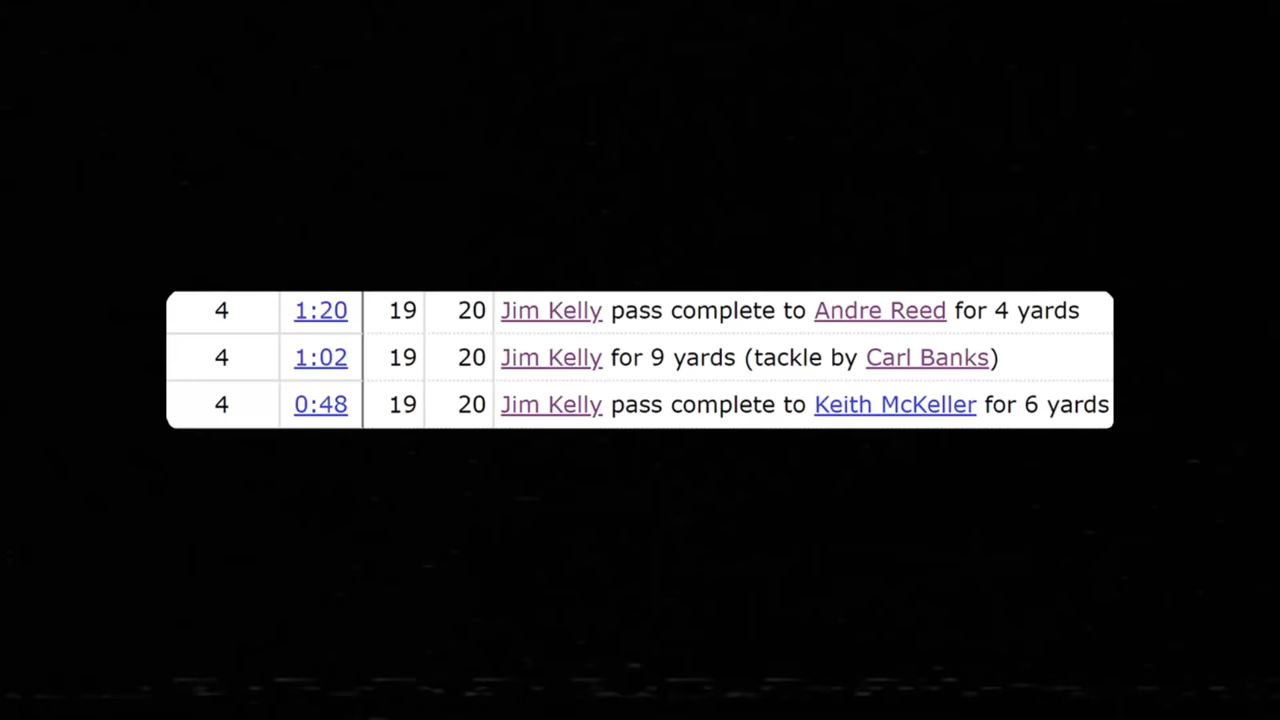 4 1:20 19 20 Jim Kelly pass complete to Andre Reed for 4 yards
4 1:02 19 20 Jim Kelly for 9 yards (tackle by Carl Banks)
4 0:48 19 20 Jim Kelly pass complete to Keith McKeller for 6 yards